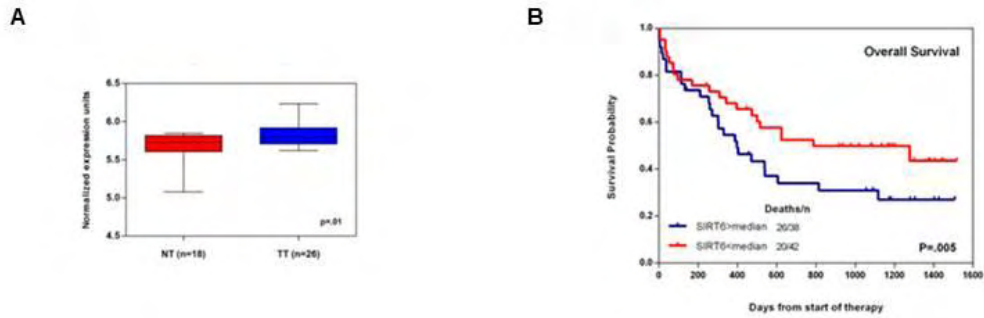 A
B
Normalized expression units
6.5
6.0
5.5
5.0
4.5
p=.01
NT (n=18)
TT (n=26)
Survival Probability
1.0
0.8
0.6
0.4
0.2
0.0
Overall Survival
Deaths/n
SIRT6>median 26/38
SIRT6<median 20/42
P=.005
0 200 400 600 800 1000 1200 1400 1600
Days from start of therapy